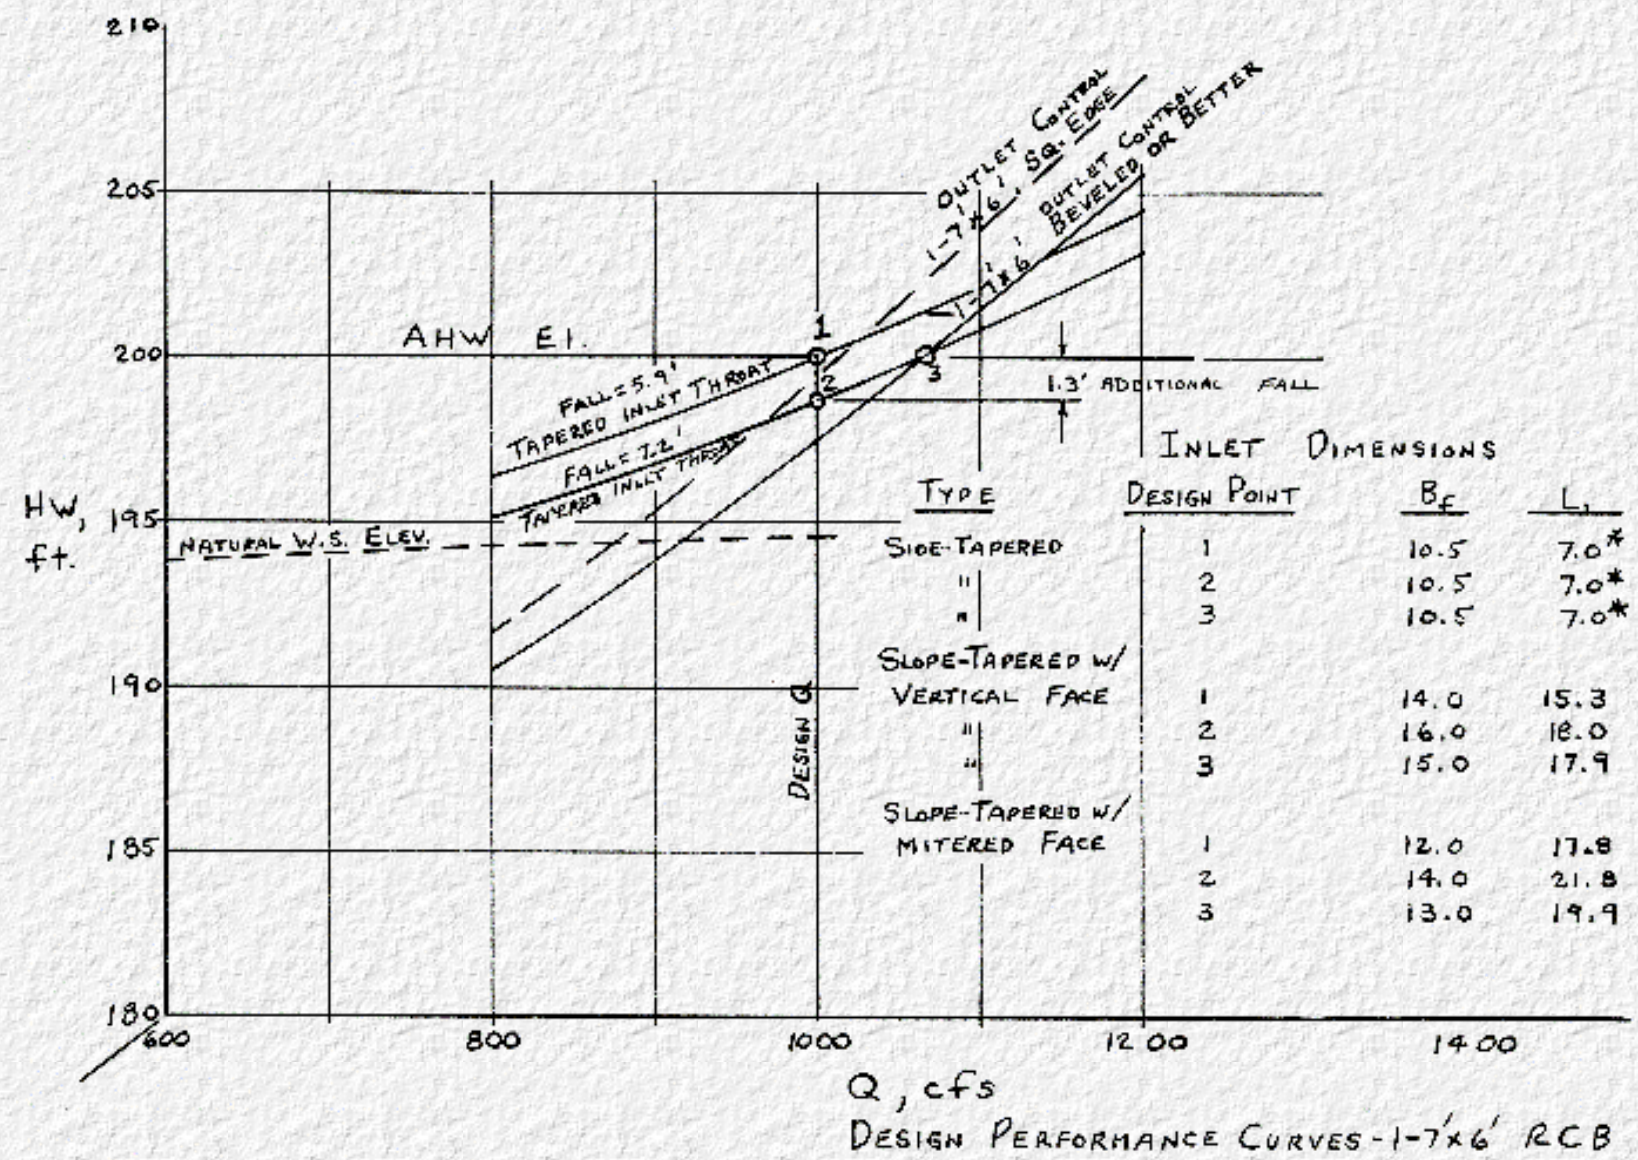 210
OUTLET CONTROL
1-7'x6' SQ. EDGE
OUTLET CONTROL
BEVELED OR BETTER
1-7'x6'
205
AHW El.
200
1
2
3
FALL=5.9'
TAPERED INLET THROAT
FALL=7.2'
TAPERED INLET THROAT
1.3' ADDITIONAL FALL
HW,
ft.
195
NATURAL W.S. ELEV.
190
185
180
DESIGN Q
INLET DIMENSIONS
TYPE DESIGN POINT Bf L1
SIDE-TAPERED 1 10.5 7.0*
" 2 10.5 7.0*
" 3 10.5 7.0*
SLOPE-TAPERED W/
VERTICAL FACE 1 14.0 15.3
" 2 16.0 18.0
" 3 15.0 17.9
SLOPE-TAPERED W/
MITERED FACE 1 12.0 17.8
2 14.0 21.8
3 13.0 19.9
600 800 1000 1200 1400
Q, cfs
DESIGN PERFORMANCE CURVES-1-7'x6' RCB